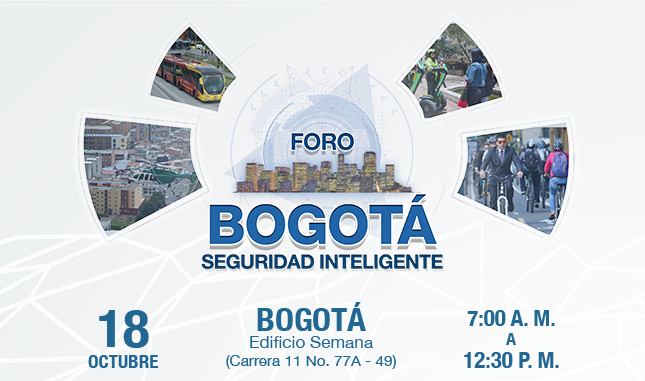 FORO
BOGOTÁ
SEGURIDAD INTELIGENTE
18
OCTUBRE
BOGOTÁ
Edificio Semana
(Carrera 11 No. 77A - 49)
7:00 A. M.
A
12:30 P. M.